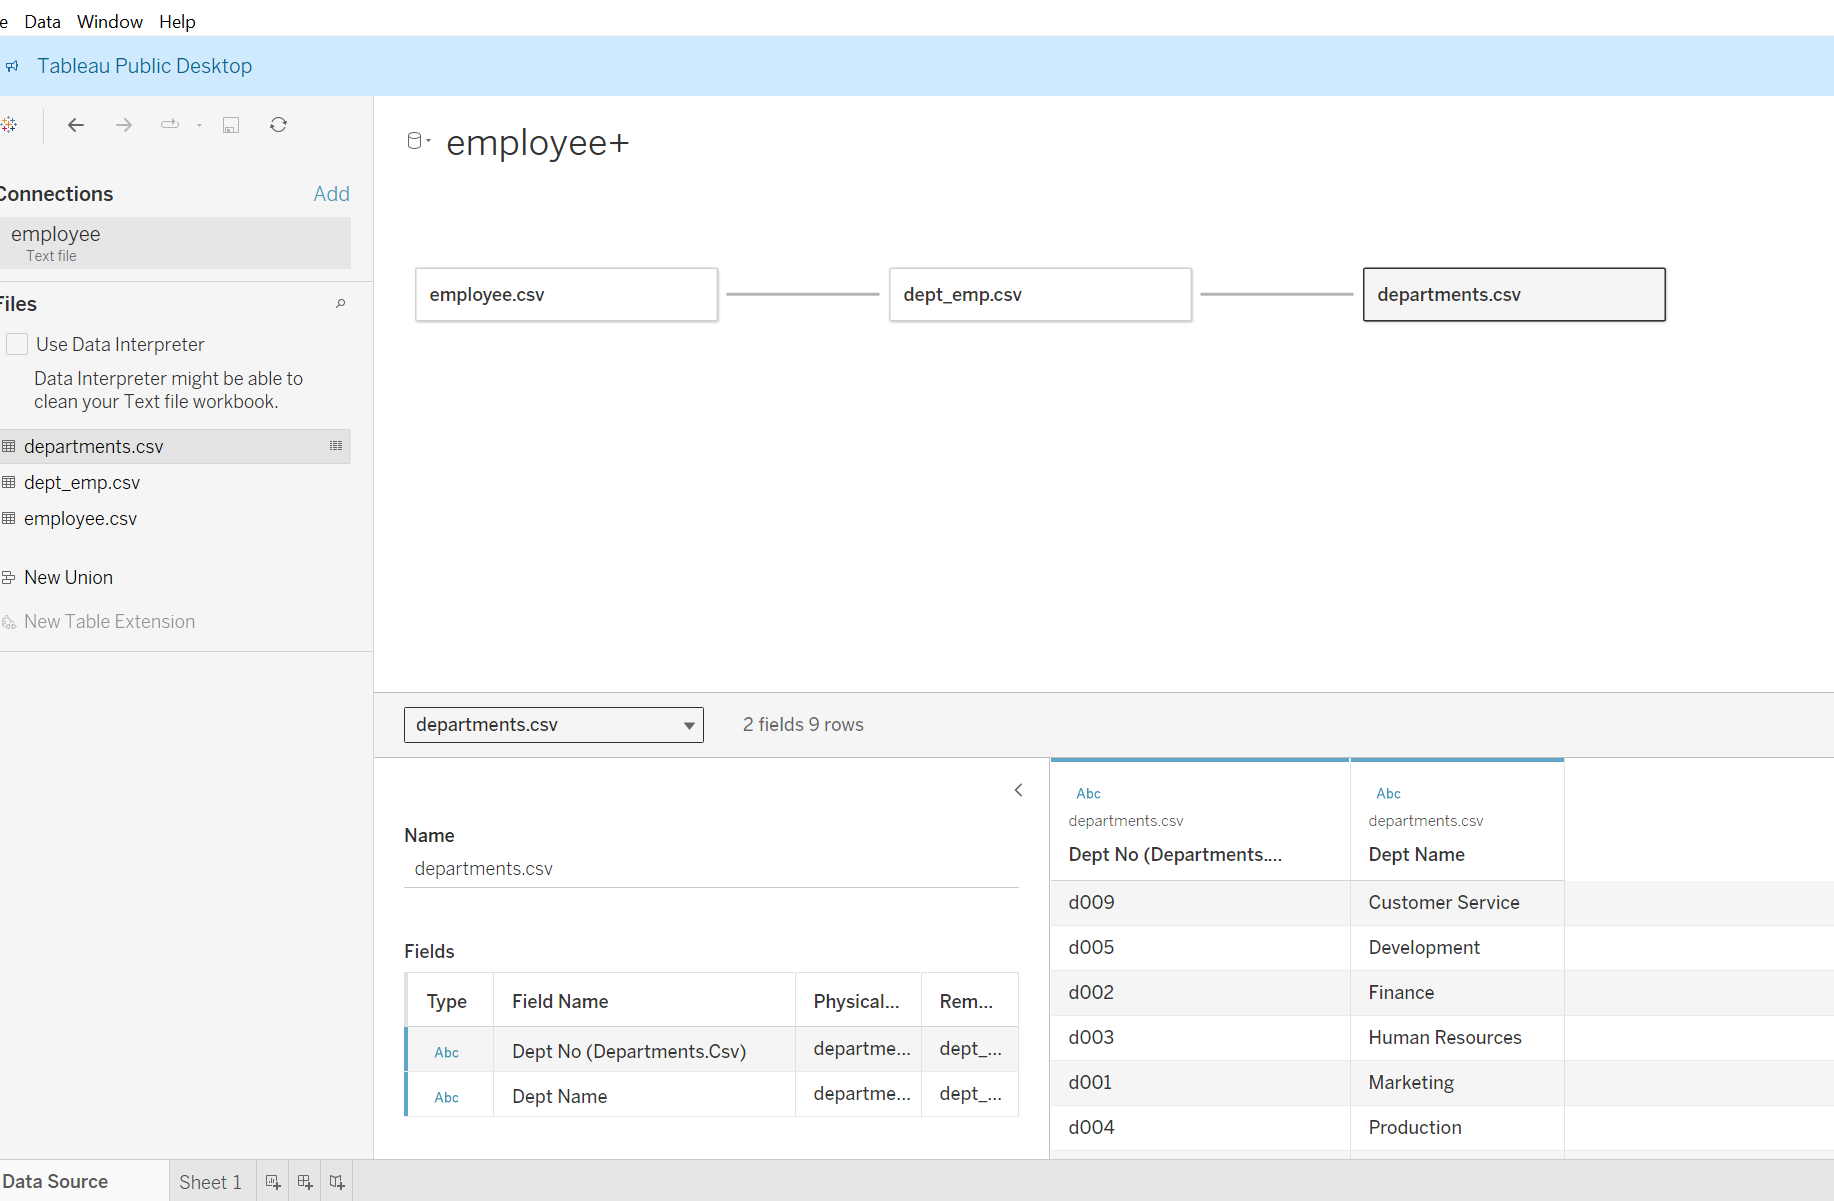 e Data Window Help
Tableau Public Desktop
Connections Add
employee
Text file
Files
Use Data Interpreter
Data Interpreter might be able to
clean your Text file workbook.
departments.csv
dept_emp.csv
employee.csv
New Union
New Table Extension
employee+
employee.csv dept_emp.csv departments.csv
departments.csv 2 fields 9 rows
Name
departments.csv
Fields
Type Field Name Physical... Rem...
Abc Dept No (Departments.Csv) departme... dept_...
Abc Dept Name departme... dept_...
Abc Abc
departments.csv departments.csv
Dept No (Departments.... Dept Name
d009 Customer Service
d005 Development
d002 Finance
d003 Human Resources
d001 Marketing
d004 Production
Data Source Sheet 1